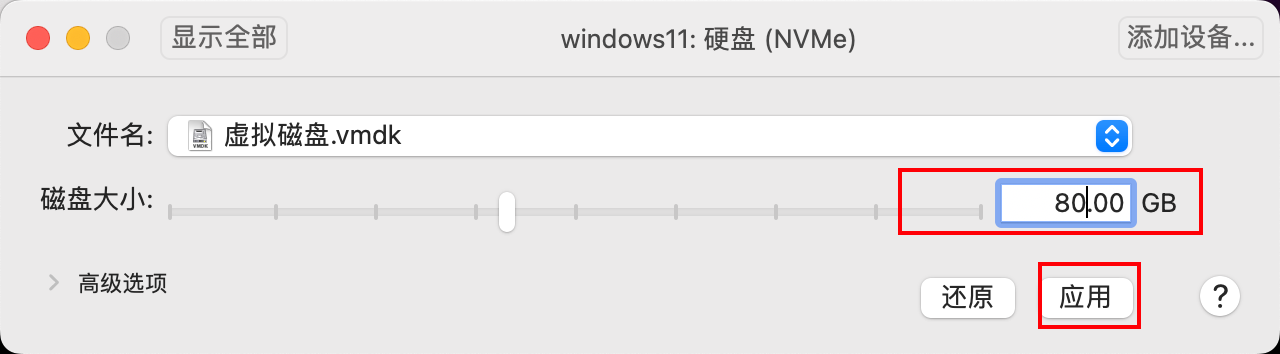 显示全部 windows11: 硬盘 (NVMe) 添加设备...
文件名: 虚拟磁盘.vmdk
磁盘大小: 80.00 GB
高级选项
还原 应用 ?